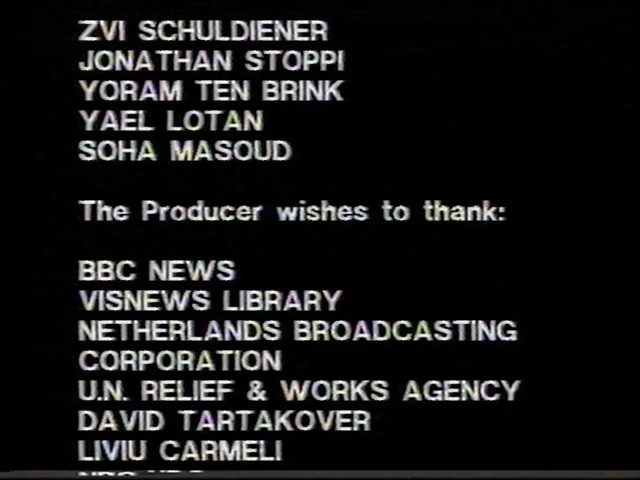 ZVI SCHULDIENER
JONATHAN STOPPI
YORAM TEN BRINK
YAEL LOTAN
SOHA MASOUD
The Producer wishes to thank:
BBC NEWS
VISNEWS LIBRARY
NETHERLANDS BROADCASTING
CORPORATION
U.N. RELIEF & WORKS AGENCY
DAVID TARTAKOVER
LIVIU CARMELI